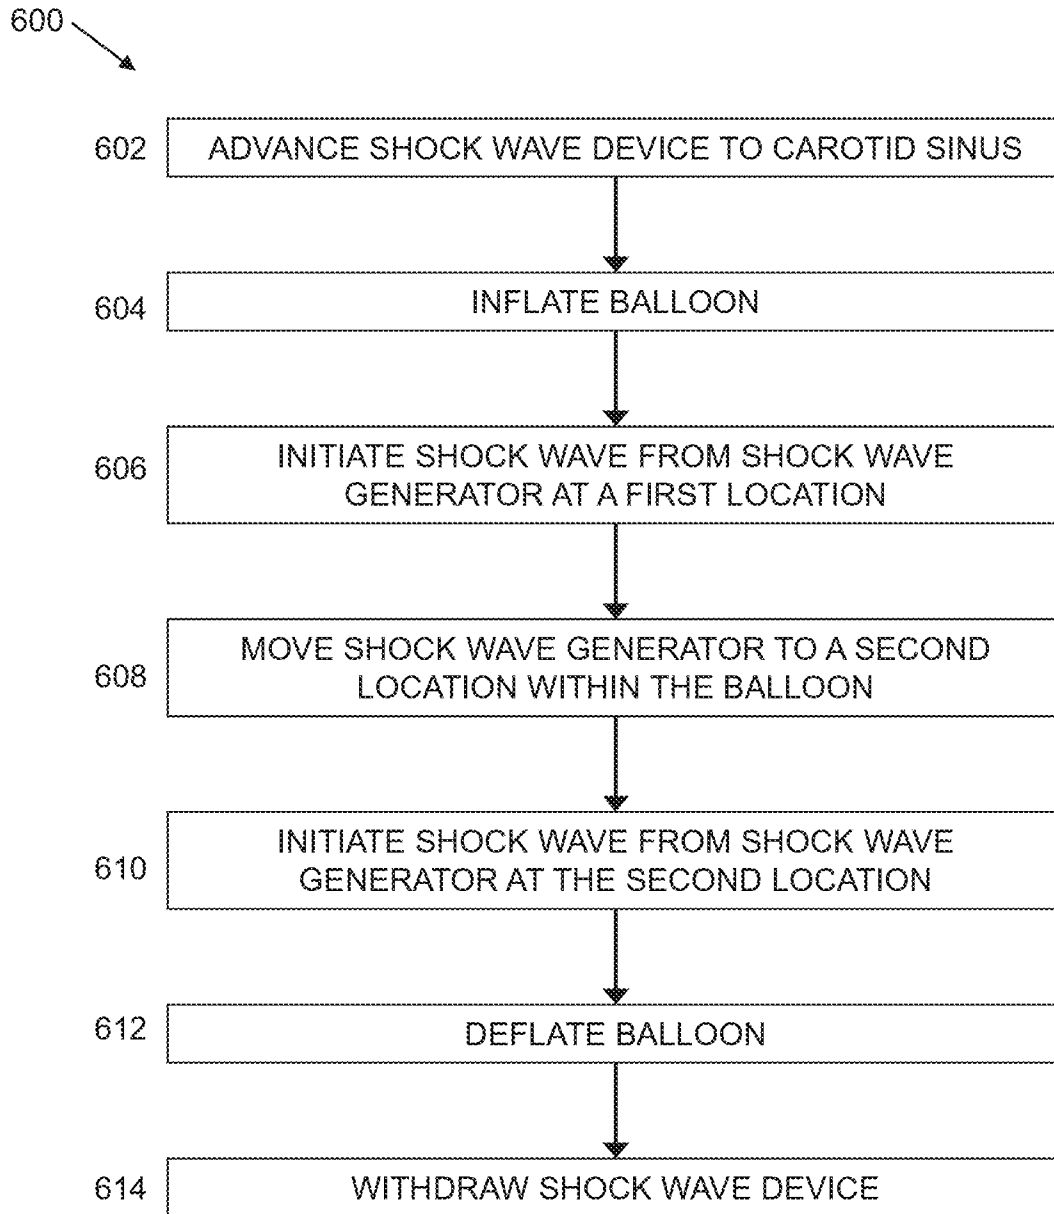 600
602 ADVANCE SHOCK WAVE DEVICE TO CAROTID SINUS
604 INFLATE BALLOON
606 INITIATE SHOCK WAVE FROM SHOCK WAVE
GENERATOR AT A FIRST LOCATION
608 MOVE SHOCK WAVE GENERATOR TO A SECOND
LOCATION WITHIN THE BALLOON
610 INITIATE SHOCK WAVE FROM SHOCK WAVE
GENERATOR AT THE SECOND LOCATION
612 DEFLATE BALLOON
614 WITHDRAW SHOCK WAVE DEVICE